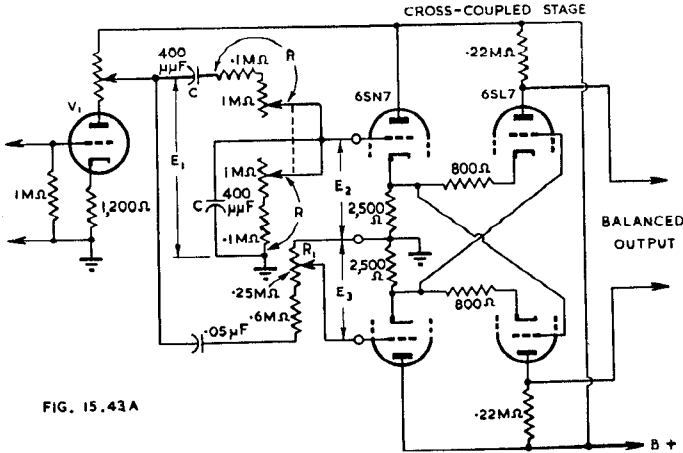 CROSS-COUPLED STAGE
400
μμF
C
.1MΩ
R
1MΩ
.22MΩ
6SN7
6SL7
V₁
E₁
1MΩ
400
μμF
C
R
.1MΩ
E₂
800Ω
2,500
Ω
1MΩ
1,200Ω
R₁
.25MΩ
.6MΩ
E₃
2,500
Ω
800Ω
BALANCED
OUTPUT
.05μF
.22MΩ
FIG. 15.43A
B +